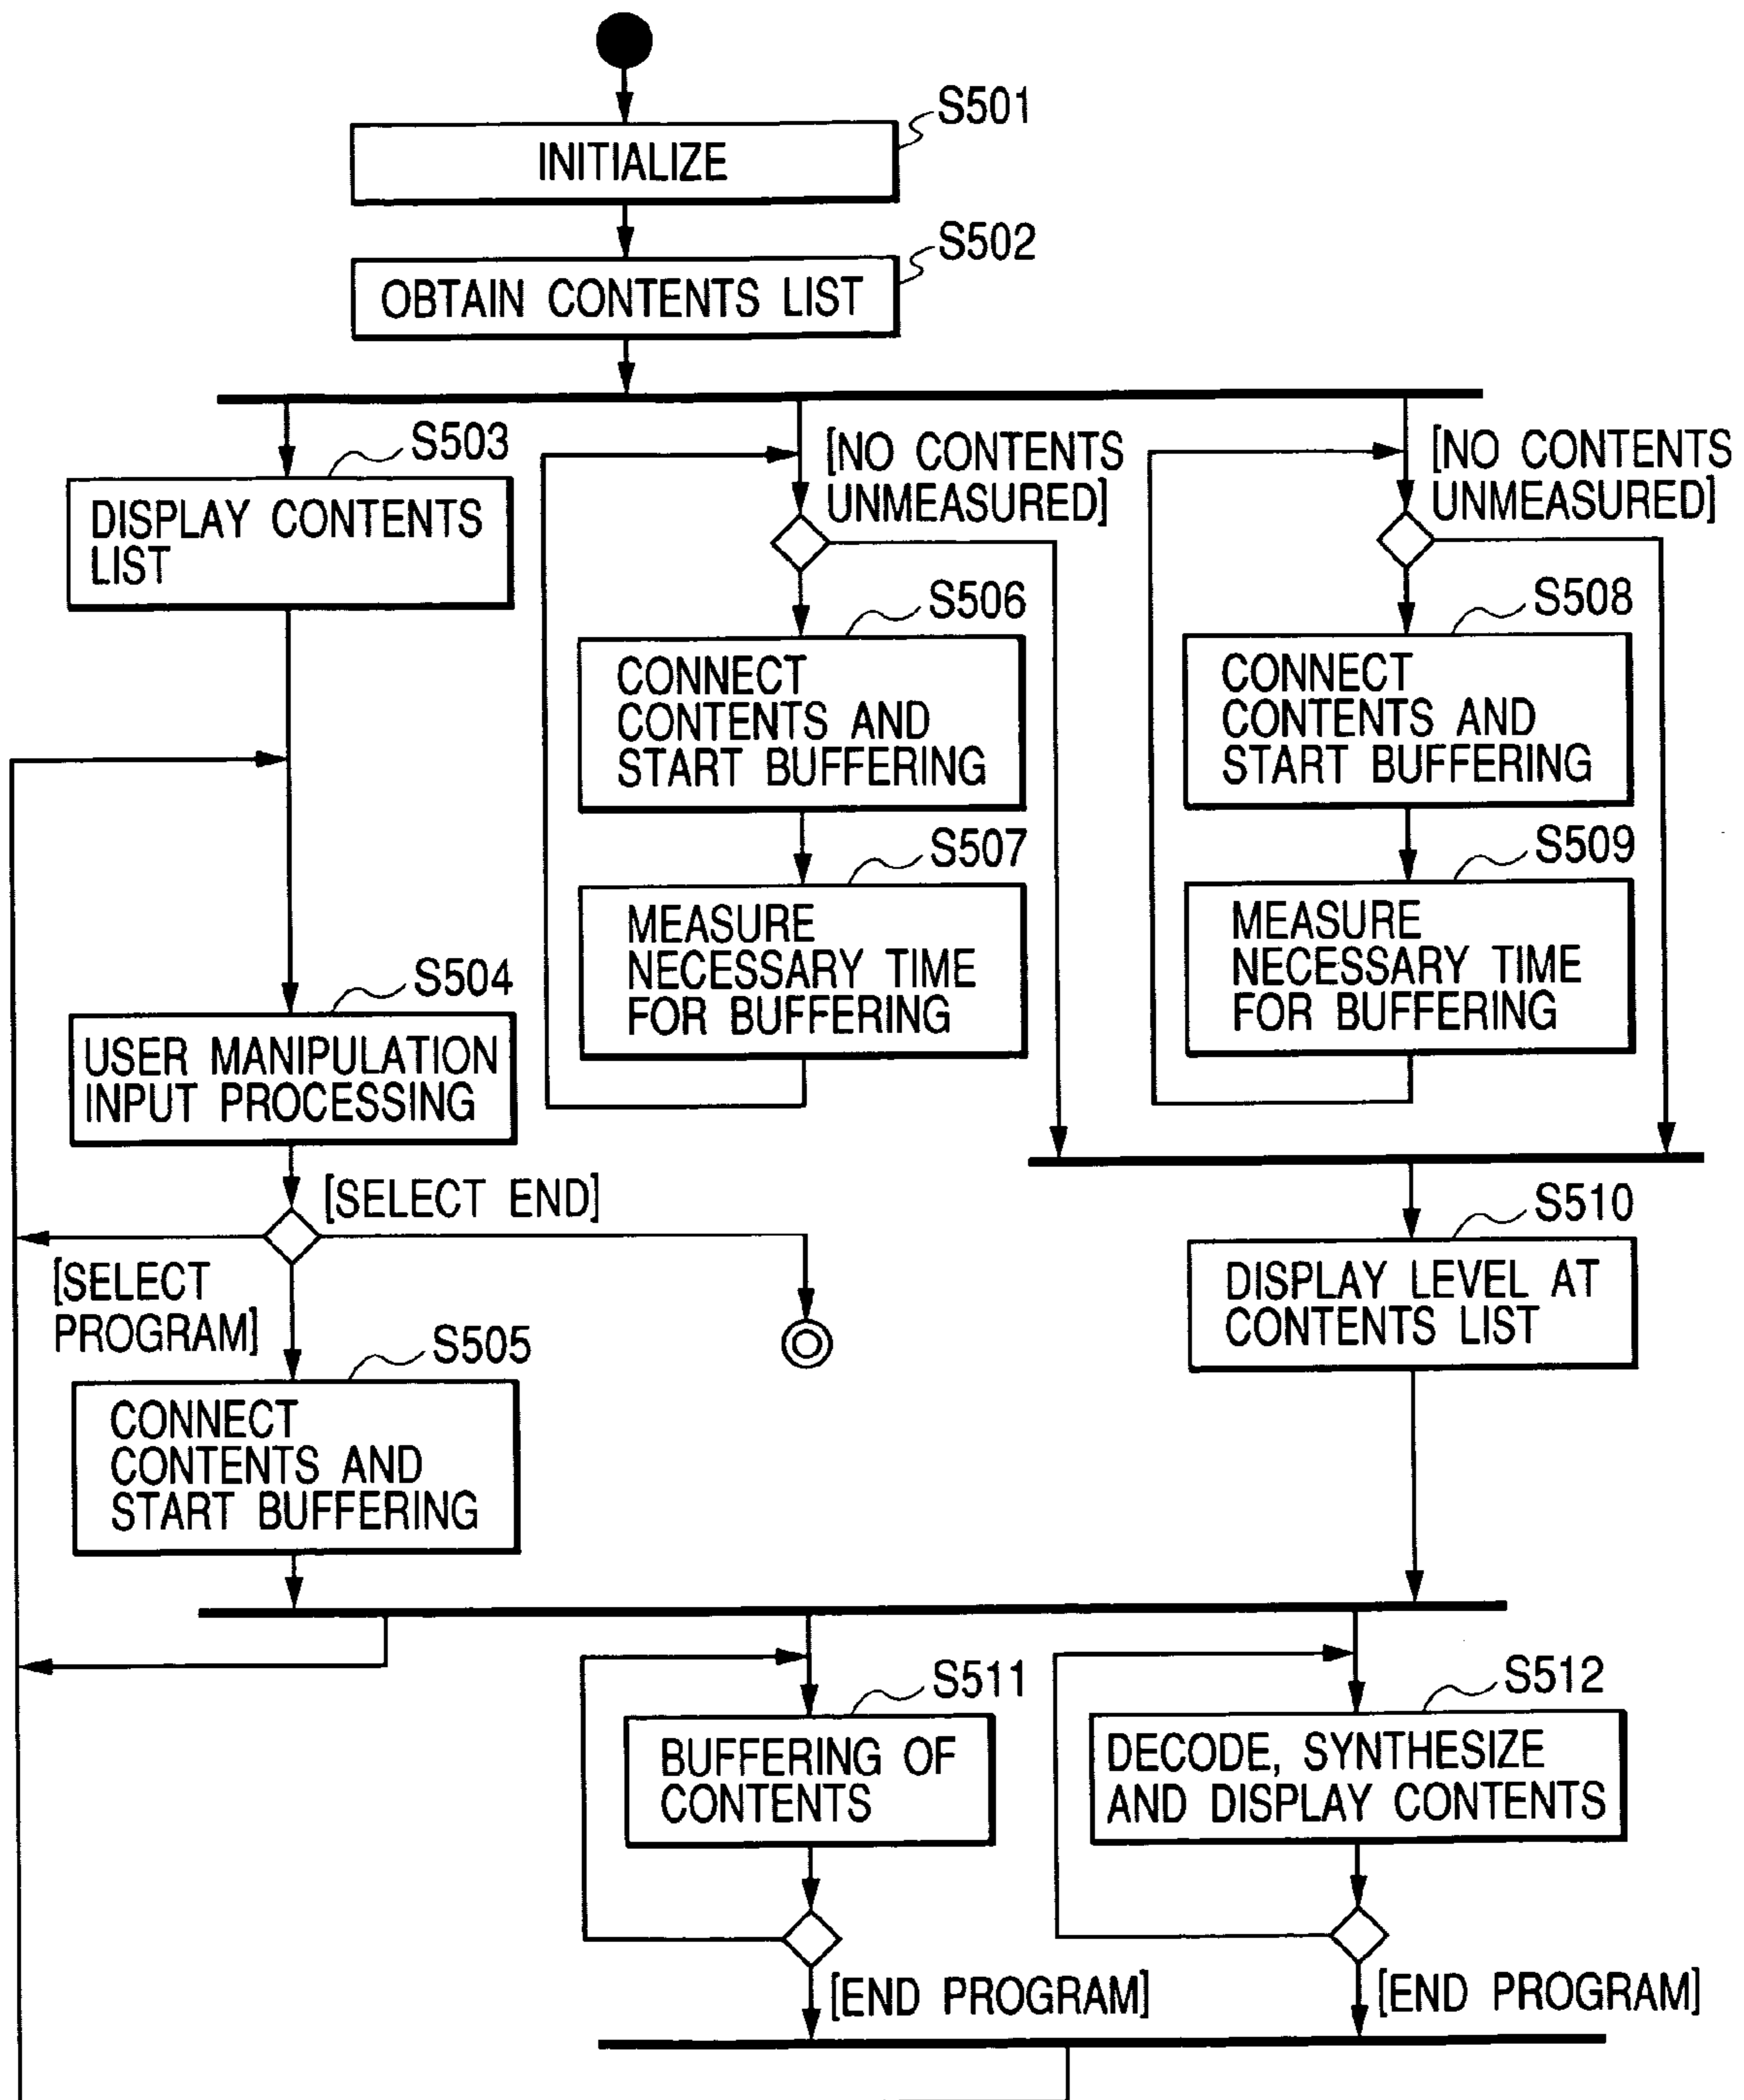 S501
INITIALIZE
S502
OBTAIN CONTENTS LIST
S503
DISPLAY CONTENTS
LIST
[NO CONTENTS
UNMEASURED]
[NO CONTENTS
UNMEASURED]
S506
CONNECT
CONTENTS AND
START BUFFERING
S508
CONNECT
CONTENTS AND
START BUFFERING
S507
MEASURE
NECESSARY TIME
FOR BUFFERING
S509
MEASURE
NECESSARY TIME
FOR BUFFERING
S504
USER MANIPULATION
INPUT PROCESSING
[SELECT END]
[SELECT
PROGRAM]
S510
DISPLAY LEVEL AT
CONTENTS LIST
S505
CONNECT
CONTENTS AND
START BUFFERING
S511
BUFFERING OF
CONTENTS
S512
DECODE, SYNTHESIZE
AND DISPLAY CONTENTS
[END PROGRAM]
[END PROGRAM]